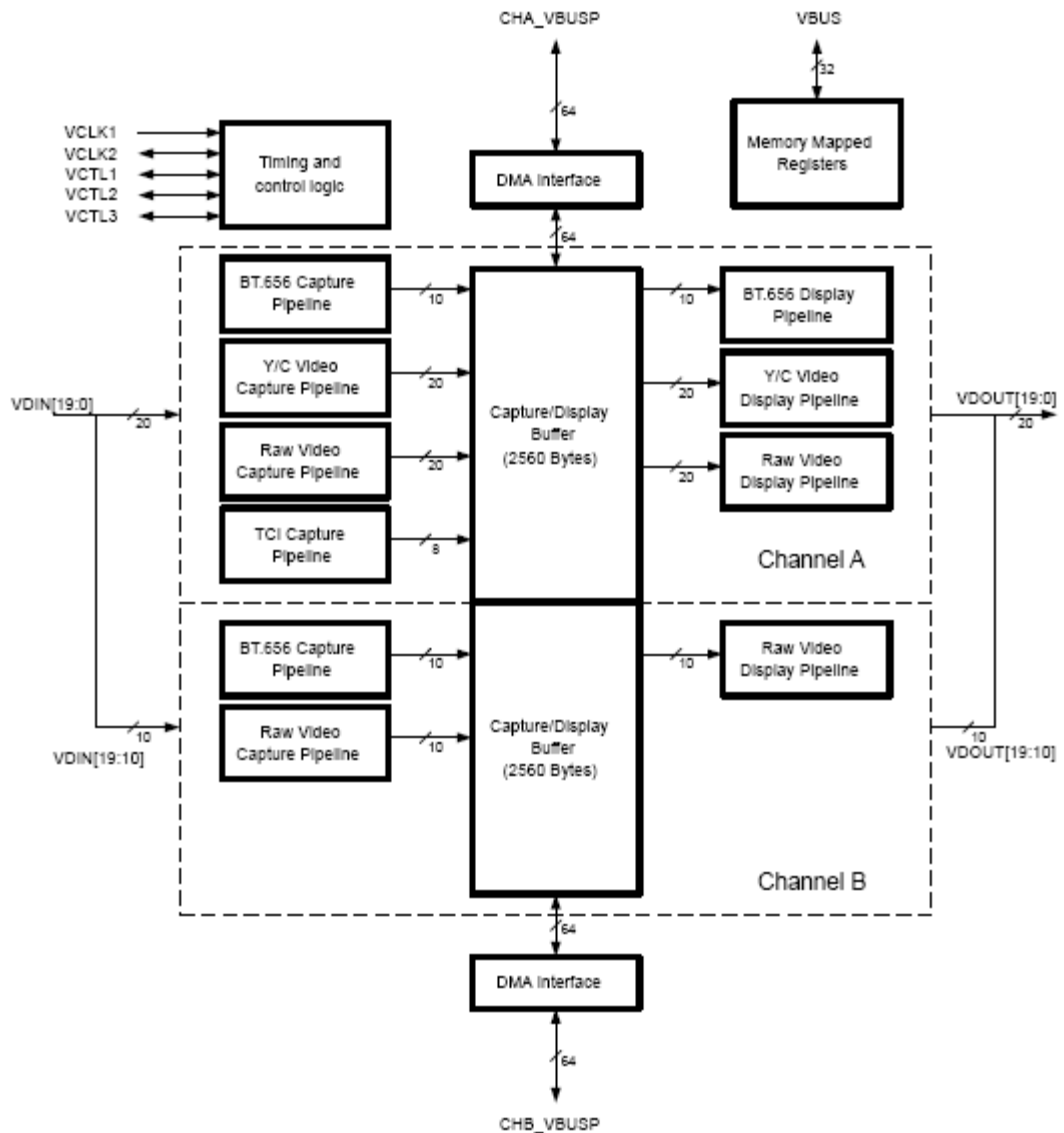 CHA_VBUSP
VBUS
32
64
VCLK1
VCLK2
VCTL1
VCTL2
VCTL3
Timing and
control logic
DMA Interface
Memory Mapped
Registers
64
BT.656 Capture
Pipeline
10
Y/C Video
Capture Pipeline
20
Raw Video
Capture Pipeline
20
TCI Capture
Pipeline
8
VDIN[19:0]
20
Capture/Display
Buffer
(2560 Bytes)
10
BT.656 Display
Pipeline
20
Y/C Video
Display Pipeline
20
Raw Video
Display Pipeline
VDOUT[19:0]
20
Channel A
BT.656 Capture
Pipeline
10
Raw Video
Capture Pipeline
10
10
VDIN[19:10]
Capture/Display
Buffer
(2560 Bytes)
10
Raw Video
Display Pipeline
10
VDOUT[19:10]
Channel B
64
DMA Interface
64
CHB_VBUSP